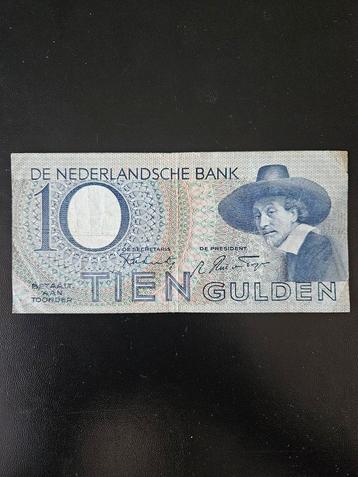 DE NEDERLANDSCHE BANK
10
DE SECRETARIS
DE PRESIDENT
BETAALT
AAN
TOONDER
TIEN GULDEN